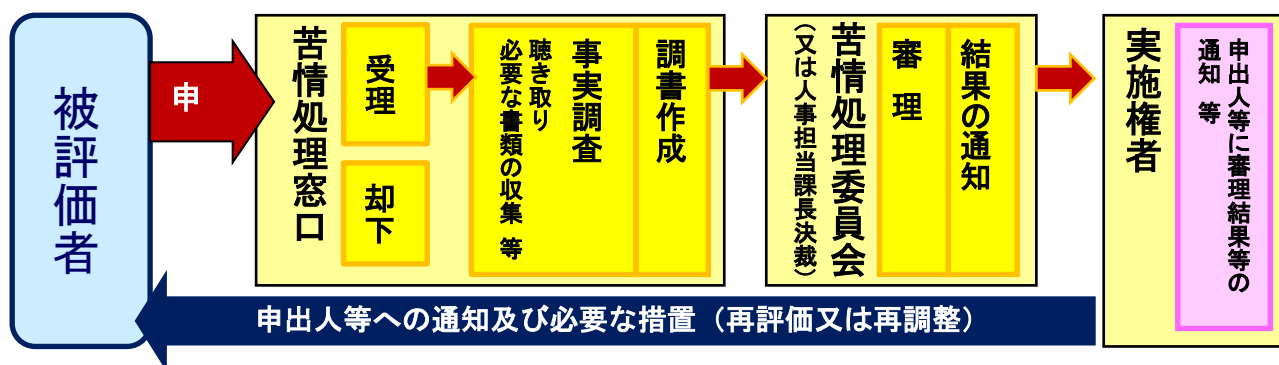 被評価者
申
苦情処理窓口
受理
却下
事実調査
聴き取り
必要な書類の収集 等
調書作成
苦情処理委員会
(又は人事担当課長決裁)
審 理
結果の通知
実施権者
申出人等に審理結果等の
通知 等
申出人等への通知及び必要な措置(再評価又は再調整)